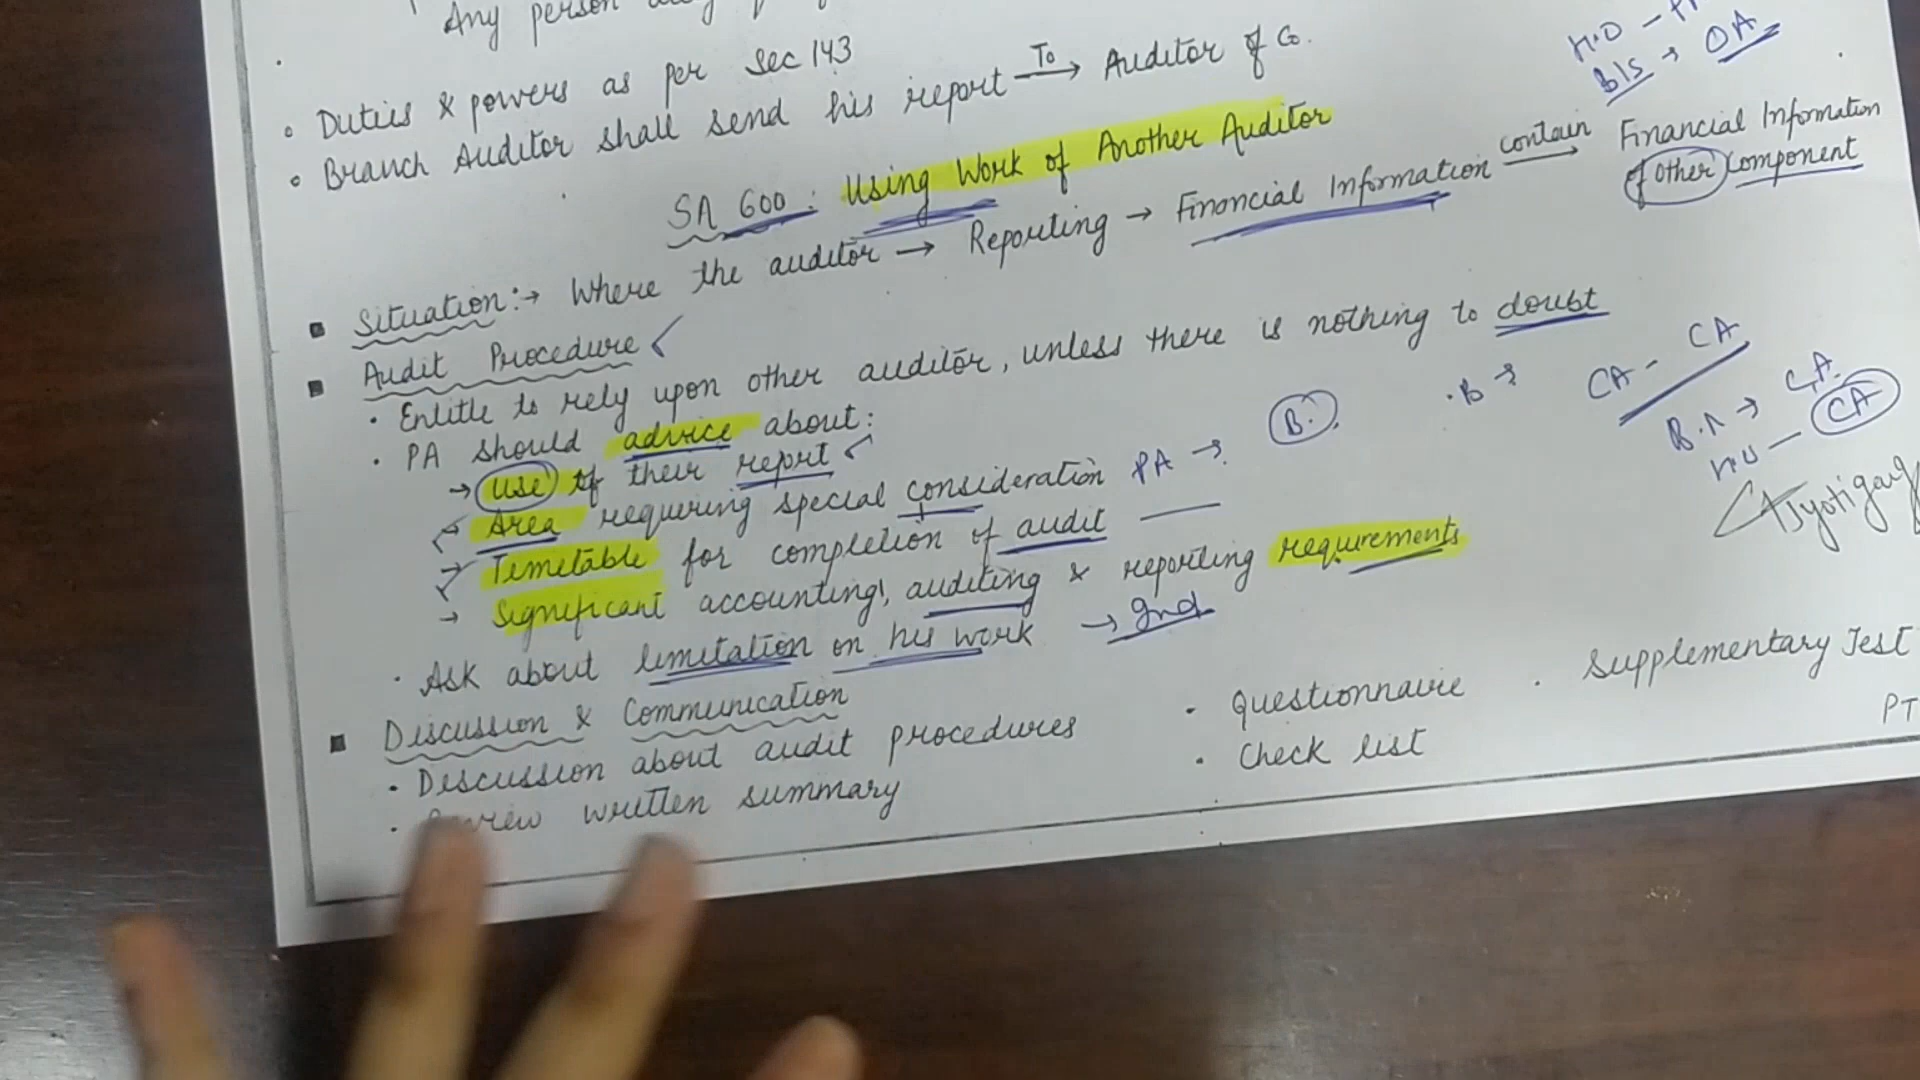 Any person
• Duties & powers as per Sec 143
• Branch Auditor shall send his report To → Auditor of Co.
H.O –
B/S → OA
SA 600 : Using Work of Another Auditor
▪ Situation:→ Where the auditor → Reporting → Financial Information contain → Financial Information of other component
▪ Audit Procedure
• Entitle to rely upon other auditor, unless there is nothing to doubt
• PA should advice about:
→ Use of their report
→ Area requering special consideration PA → B.
→ Timetable for completion of audit
→ Significant accounting, auditing & reporting requirements
• Ask about limitation on his work → Ind
• B →
CA - CA
B.A → CA
HO — CA
CA Jyotigarg
▪ Discussion & Communication
• Discussion about audit procedures
• Review written summary
• Questionnaire
• Check list
• Supplementary Test
PT